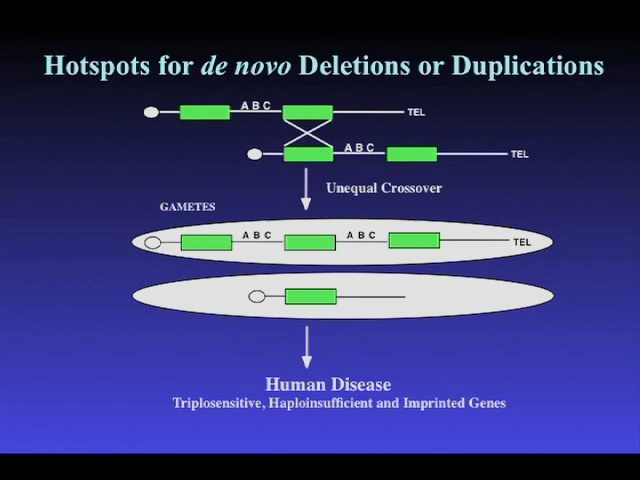 Hotspots for de novo Deletions or Duplications
A B C
TEL
A B C
TEL
Unequal Crossover
GAMETES
A B C
A B C
TEL
Human Disease
Triplosensitive, Haploinsufficient and Imprinted Genes